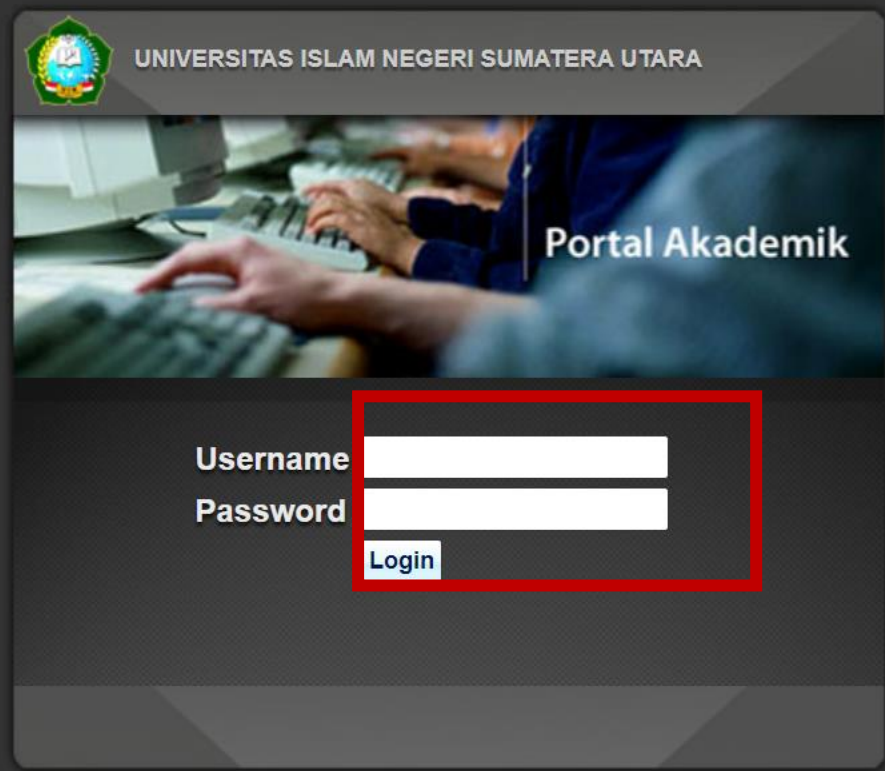 UNIVERSITAS ISLAM NEGERI SUMATERA UTARA
Portal Akademik
Username
Password
Login